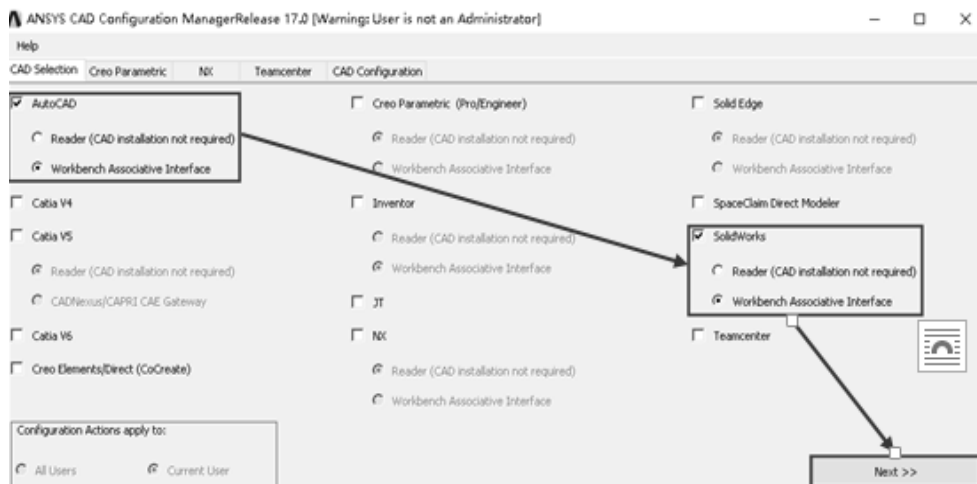 ANSYS CAD Configuration ManagerRelease 17.0 [Warning: User is not an Administrator]
Help
CAD Selection Creo Parametric NX Teamcenter CAD Configuration
AutoCAD
Reader (CAD installation not required)
Workbench Associative Interface
Catia V4
Catia V5
Reader (CAD installation not required)
CADNexus/CAPRI CAE Gateway
Catia V6
Creo Elements/Direct (CoCreate)
Creo Parametric (Pro/Engineer)
Reader (CAD installation not required)
Workbench Associative Interface
Inventor
Reader (CAD installation not required)
Workbench Associative Interface
JT
NX
Reader (CAD installation not required)
Workbench Associative Interface
Solid Edge
Reader (CAD installation not required)
Workbench Associative Interface
SpaceClaim Direct Modeler
SolidWorks
Reader (CAD installation not required)
Workbench Associative Interface
Teamcenter
Configuration Actions apply to:
All Users Current User
Next >>